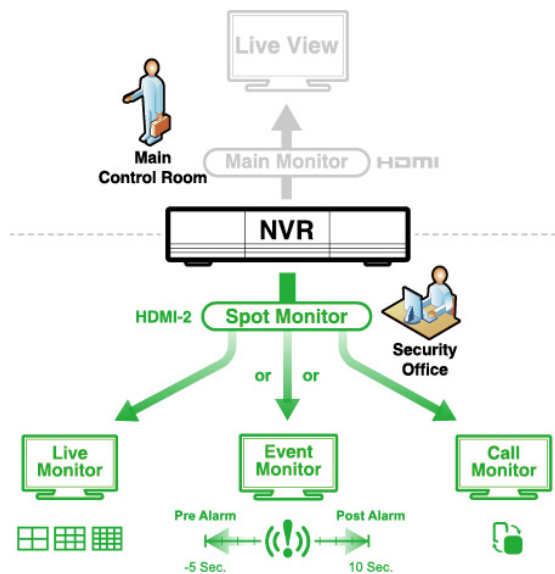 Live View
Main
Control Room
Main Monitor
HDMI
NVR
HDMI-2
Spot Monitor
Security
Office
or or
Live
Monitor
Event
Monitor
Call
Monitor
Pre Alarm
Post Alarm
-5 Sec.
10 Sec.